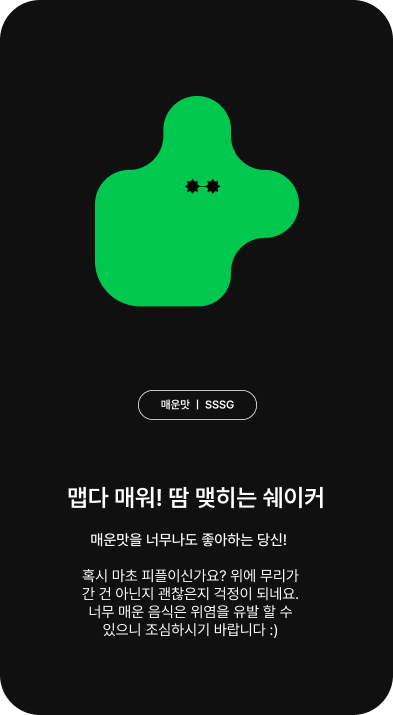 매운맛 | SSSG
맵다 매워! 땀 맺히는 쉐이커
매운맛을 너무나도 좋아하는 당신!
혹시 마초 피플이신가요? 위에 무리가
간 건 아닌지 괜찮은지 걱정이 되네요.
너무 매운 음식은 위염을 유발 할 수
있으니 조심하시기 바랍니다 :)